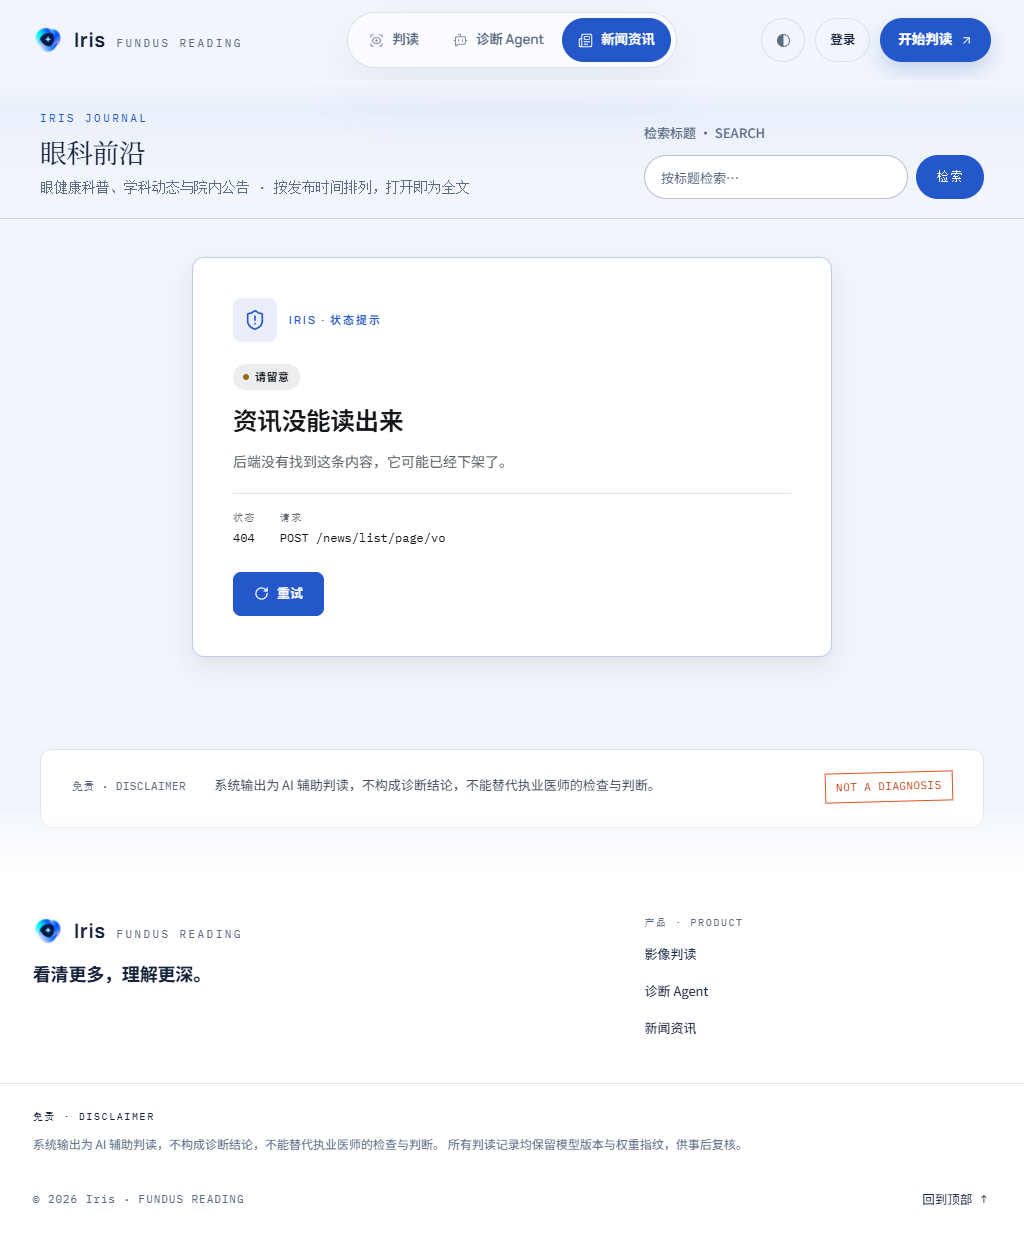 Iris FUNDUS READING
判读
诊断 Agent
新闻资讯
登录
开始判读
IRIS JOURNAL
眼科前沿
眼健康科普、学科动态与院内公告 · 按发布时间排列，打开即为全文
检索标题 · SEARCH
按标题检索…
检索
IRIS · 状态提示
请留意
资讯没能读出来
后端没有找到这条内容，它可能已经下架了。
状态 请求
404 POST /news/list/page/vo
重试
免责 · DISCLAIMER
系统输出为 AI 辅助判读，不构成诊断结论，不能替代执业医师的检查与判断。
NOT A DIAGNOSIS
Iris FUNDUS READING
看清更多，理解更深。
产品 · PRODUCT
影像判读
诊断 Agent
新闻资讯
免责 · DISCLAIMER
系统输出为 AI 辅助判读，不构成诊断结论，不能替代执业医师的检查与判断。 所有判读记录均保留模型版本与权重指纹，供事后复核。
© 2026 Iris · FUNDUS READING
回到顶部 ↑